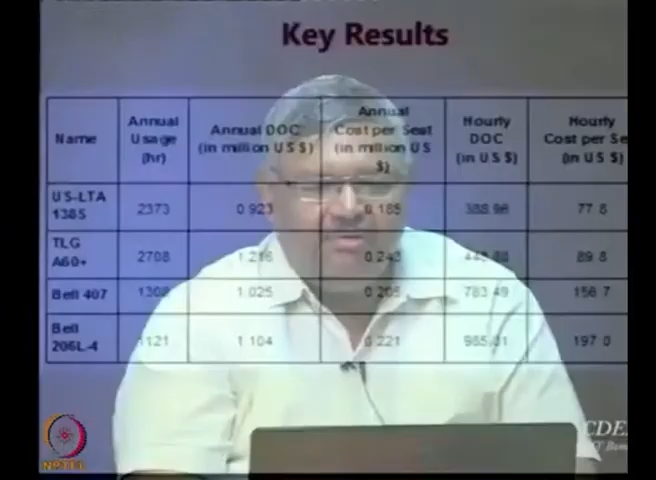 Key Results
Name | Annual Usage (hr) | Annual DOC (in million US $) | Annual Cost per Seat (in million US $) | Hourly DOC (in US $) | Hourly Cost per Se (in US $)
US-LTA 138S | 2373 | 0.923 | 0.185 | 388.96 | 77.8
TLG A60+ | 2708 | 1.216 | 0.243 | | 89.8
Bell 407 | 1308 | 1.025 | 0.205 | 783.49 | 156.7
Bell 206L-4 | 1121 | 1.104 | 0.221 | | 197.0
CDE
NPTEL